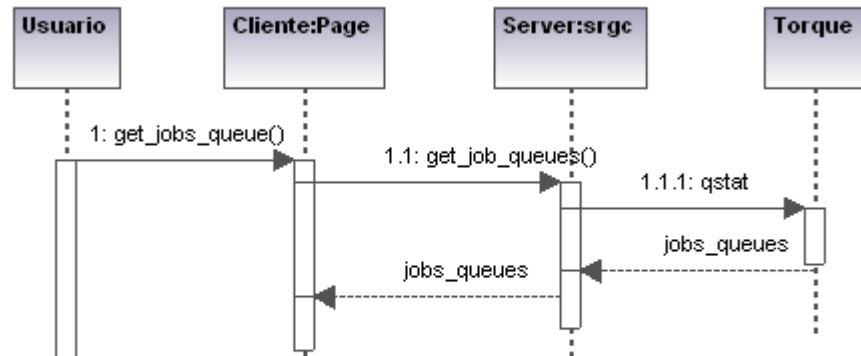 Usuario
Cliente:Page
Server:srgc
Torque
1: get_jobs_queue()
1.1: get_job_queues()
1.1.1: qstat
jobs_queues
jobs_queues